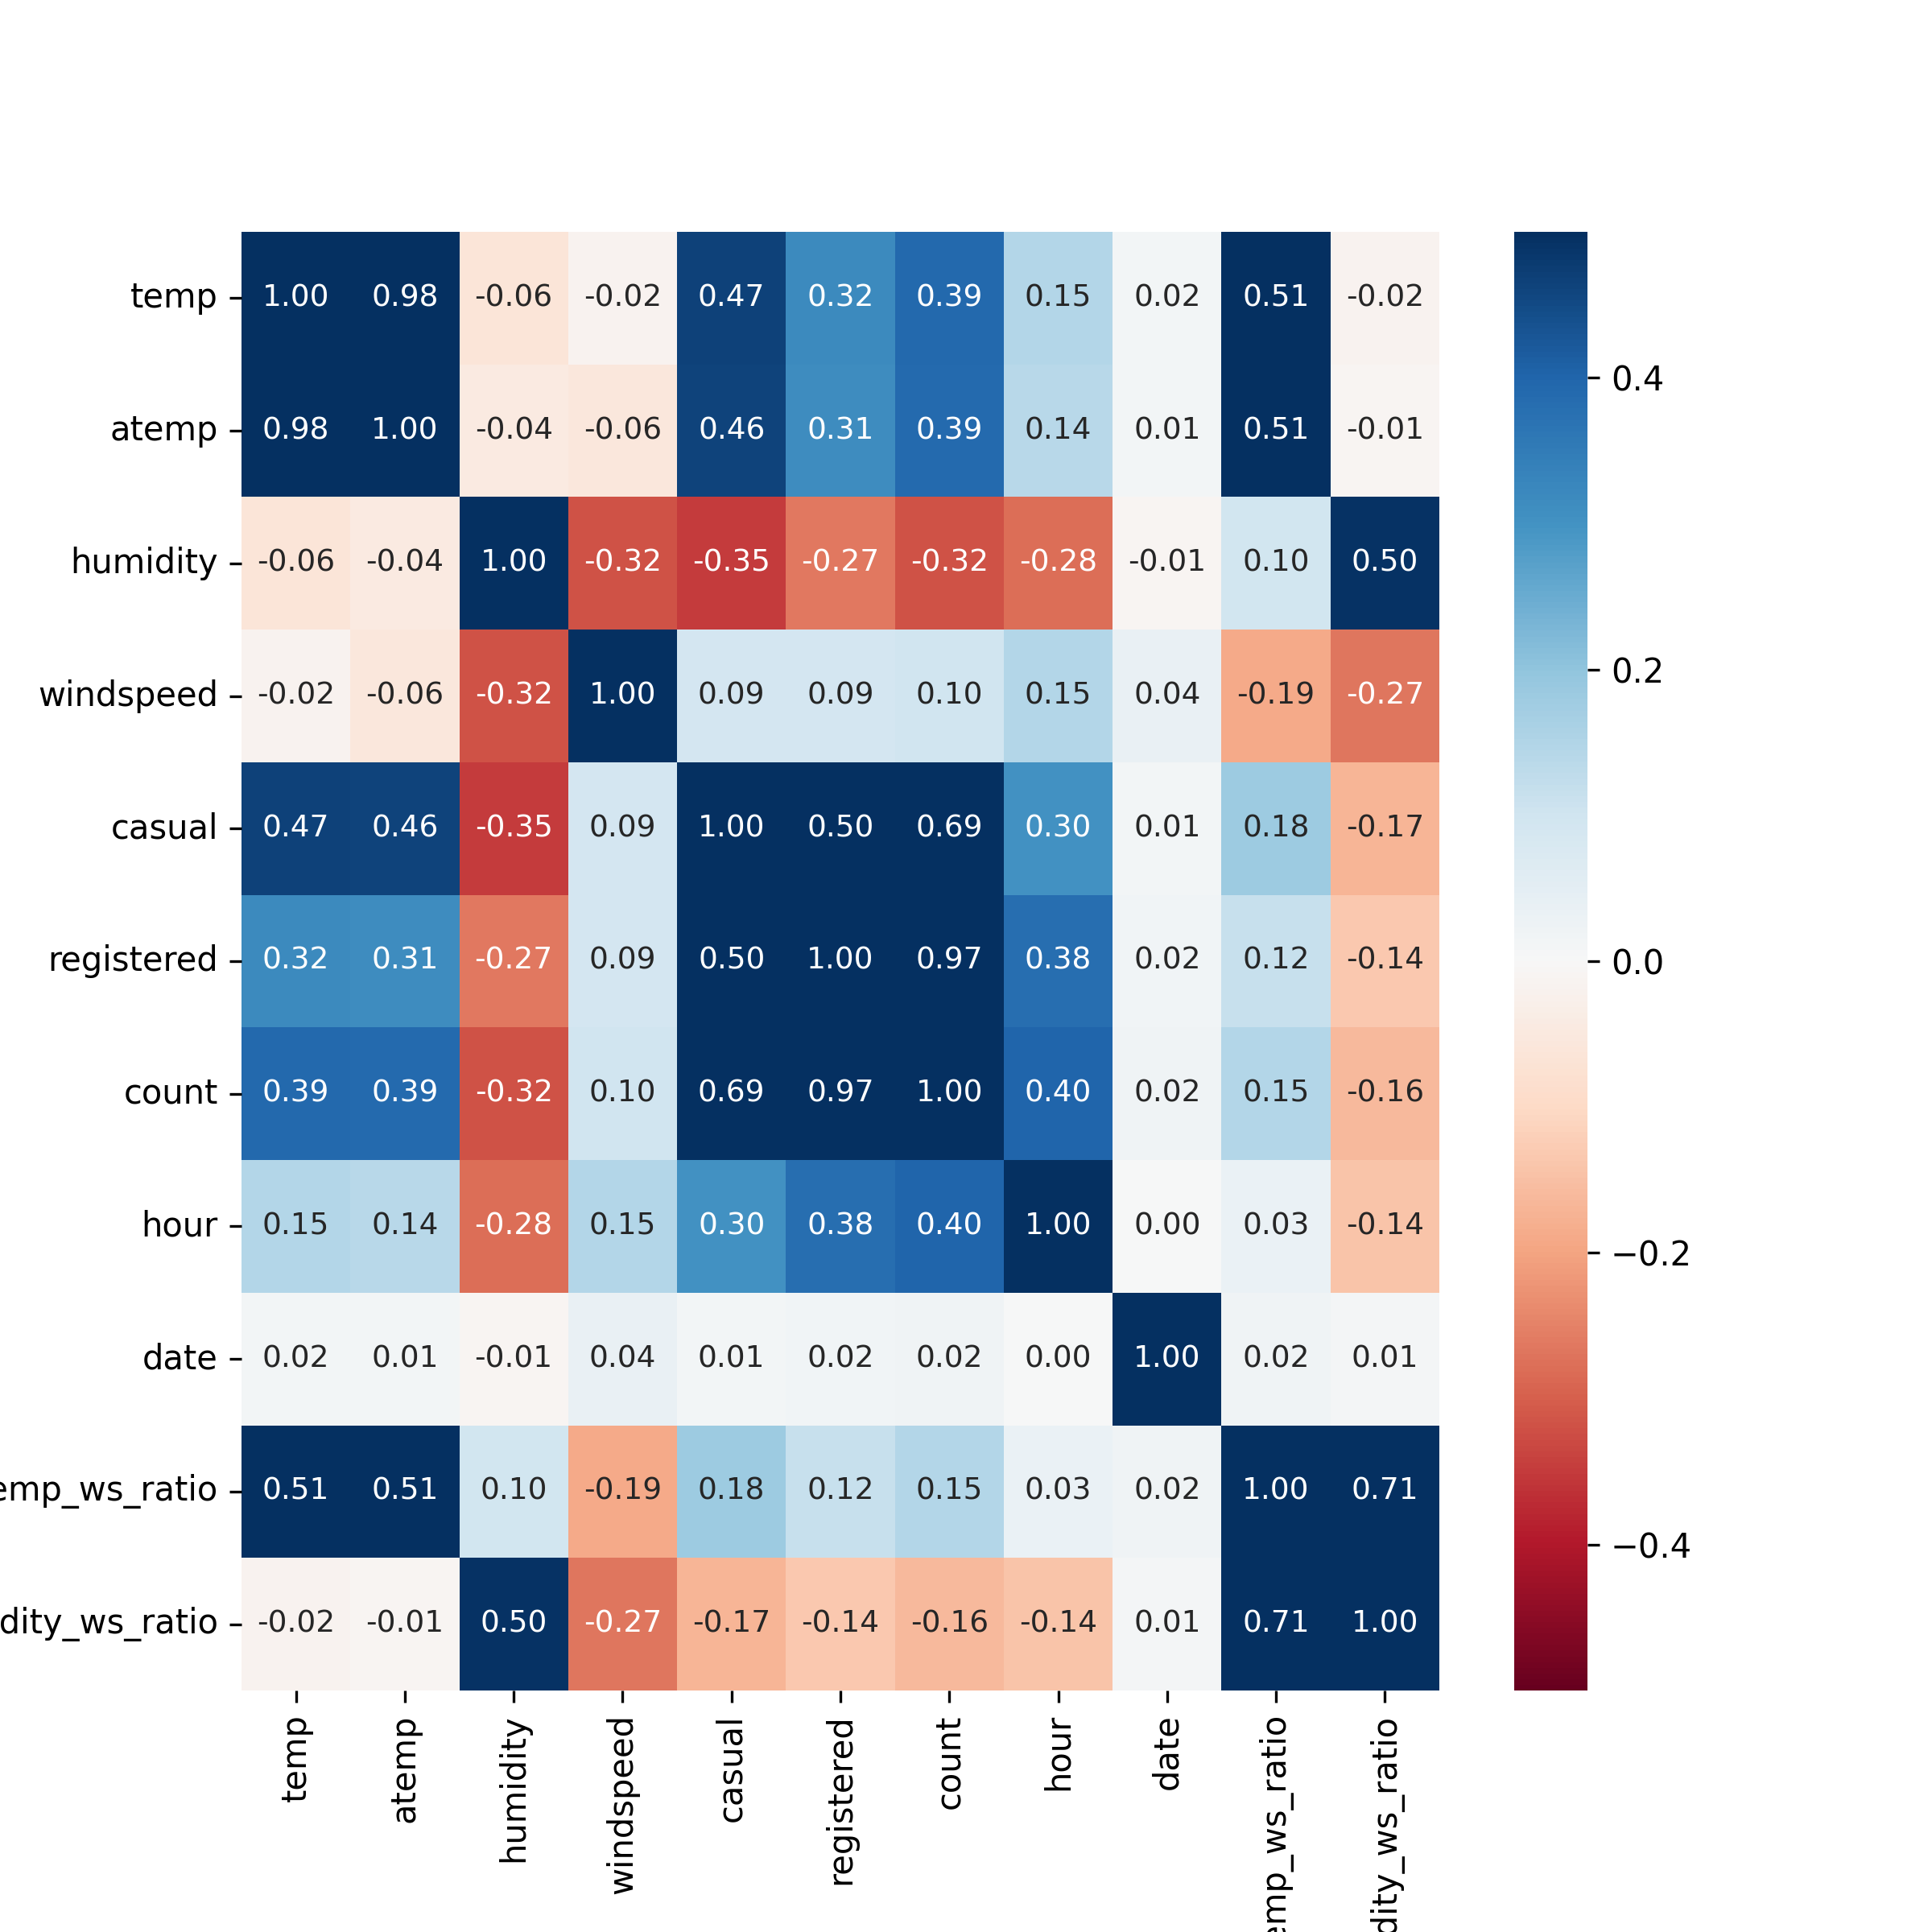 temp 1.00 0.98 -0.06 -0.02 0.47 0.32 0.39 0.15 0.02 0.51 -0.02
atemp 0.98 1.00 -0.04 -0.06 0.46 0.31 0.39 0.14 0.01 0.51 -0.01
humidity -0.06 -0.04 1.00 -0.32 -0.35 -0.27 -0.32 -0.28 -0.01 0.10 0.50
windspeed -0.02 -0.06 -0.32 1.00 0.09 0.09 0.10 0.15 0.04 -0.19 -0.27
casual 0.47 0.46 -0.35 0.09 1.00 0.50 0.69 0.30 0.01 0.18 -0.17
registered 0.32 0.31 -0.27 0.09 0.50 1.00 0.97 0.38 0.02 0.12 -0.14
count 0.39 0.39 -0.32 0.10 0.69 0.97 1.00 0.40 0.02 0.15 -0.16
hour 0.15 0.14 -0.28 0.15 0.30 0.38 0.40 1.00 0.00 0.03 -0.14
date 0.02 0.01 -0.01 0.04 0.01 0.02 0.02 0.00 1.00 0.02 0.01
emp_ws_ratio 0.51 0.51 0.10 -0.19 0.18 0.12 0.15 0.03 0.02 1.00 0.71
dity_ws_ratio -0.02 -0.01 0.50 -0.27 -0.17 -0.14 -0.16 -0.14 0.01 0.71 1.00
temp
atemp
humidity
windspeed
casual
registered
count
hour
date
emp_ws_ratio
dity_ws_ratio
0.4
0.2
0.0
−0.2
−0.4